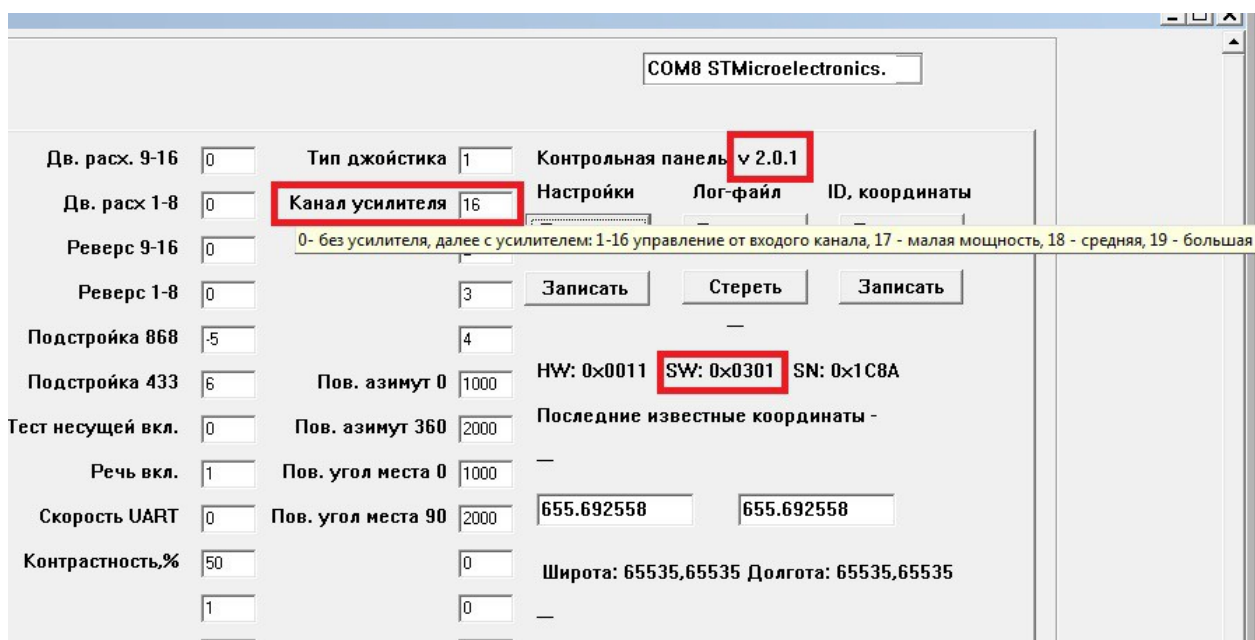 COM8 STMicroelectronics.
Дв. расх. 9-16 0 Тип джойстика 1 Контрольная панель v 2.0.1
Дв. расх 1-8 0 Канал усилителя 16 Настройки Лог-файл ID, координаты
0- без усилителя, далее с усилителем: 1-16 управление от входого канала, 17 - малая мощность, 18 - средняя, 19 - большая
Реверс 9-16 0
Реверс 1-8 0 3 Записать Стереть Записать
Подстройка 868 -5 4
Подстройка 433 6 Пов. азимут 0 1000 HW: 0x0011 SW: 0x0301 SN: 0x1C8A
Тест несущей вкл. 0 Пов. азимут 360 2000 Последние известные координаты -
Речь вкл. 1 Пов. угол места 0 1000
Скорость UART 0 Пов. угол места 90 2000 655.692558 655.692558
Контрастность,% 50 0 Широта: 65535,65535 Долгота: 65535,65535
1 0